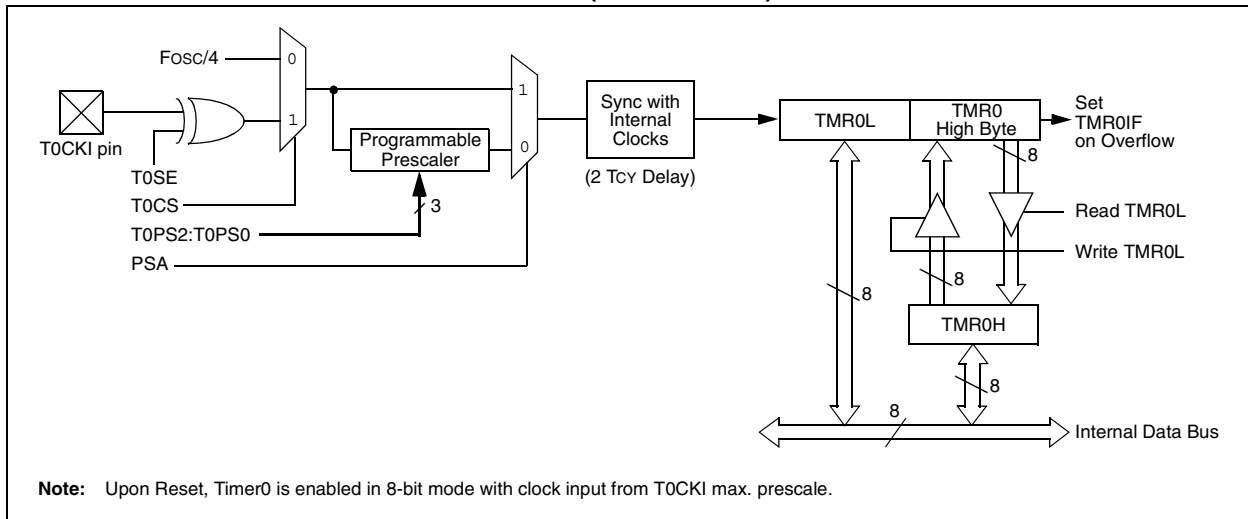 FOSC/4
0
1
T0CKI pin
T0SE
T0CS
T0PS2:T0PS0
PSA
Programmable
Prescaler
3
1
0
Sync with
Internal
Clocks
(2 TCY Delay)
TMR0L
TMR0
High Byte
Set
TMR0IF
on Overflow
8
Read TMR0L
Write TMR0L
8
8
TMR0H
8
8
Internal Data Bus
Note: Upon Reset, Timer0 is enabled in 8-bit mode with clock input from T0CKI max. prescale.